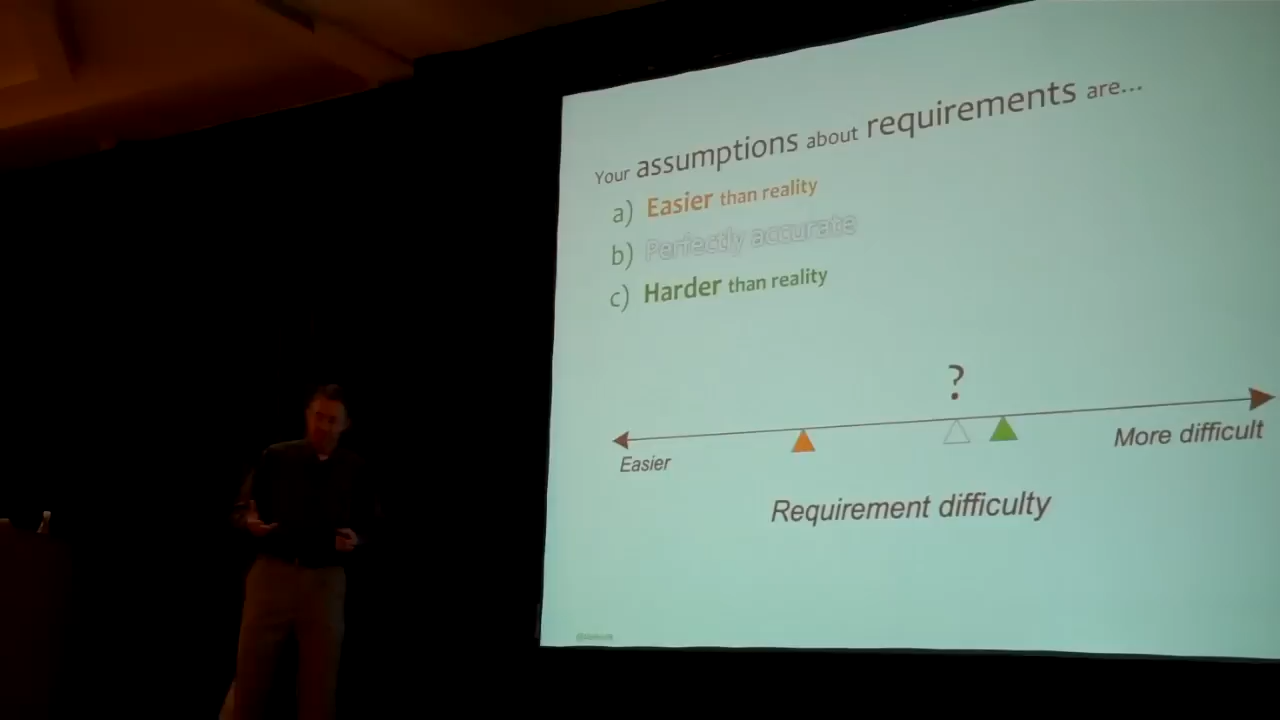 Your assumptions about requirements are...
a) Easier than reality
b) Perfectly accurate
c) Harder than reality
?
Easier
More difficult
Requirement difficulty